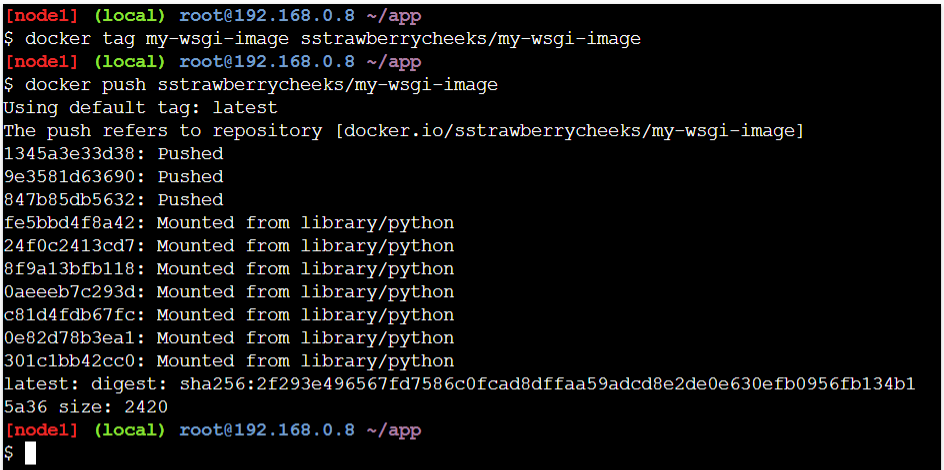 [node1] (local) root@192.168.0.8 ~/app
$ docker tag my-wsgi-image sstrawberrycheeks/my-wsgi-image
[node1] (local) root@192.168.0.8 ~/app
$ docker push sstrawberrycheeks/my-wsgi-image
Using default tag: latest
The push refers to repository [docker.io/sstrawberrycheeks/my-wsgi-image]
1345a3e33d38: Pushed
9e3581d63690: Pushed
847b85db5632: Pushed
fe5bbd4f8a42: Mounted from library/python
24f0c2413cd7: Mounted from library/python
8f9a13bfb118: Mounted from library/python
0aeeeb7c293d: Mounted from library/python
c81d4fdb67fc: Mounted from library/python
0e82d78b3ea1: Mounted from library/python
301c1bb42cc0: Mounted from library/python
latest: digest: sha256:2f293e496567fd7586c0fcad8dffaa59adcd8e2de0e630efb0956fb134b1
5a36 size: 2420
[node1] (local) root@192.168.0.8 ~/app
$